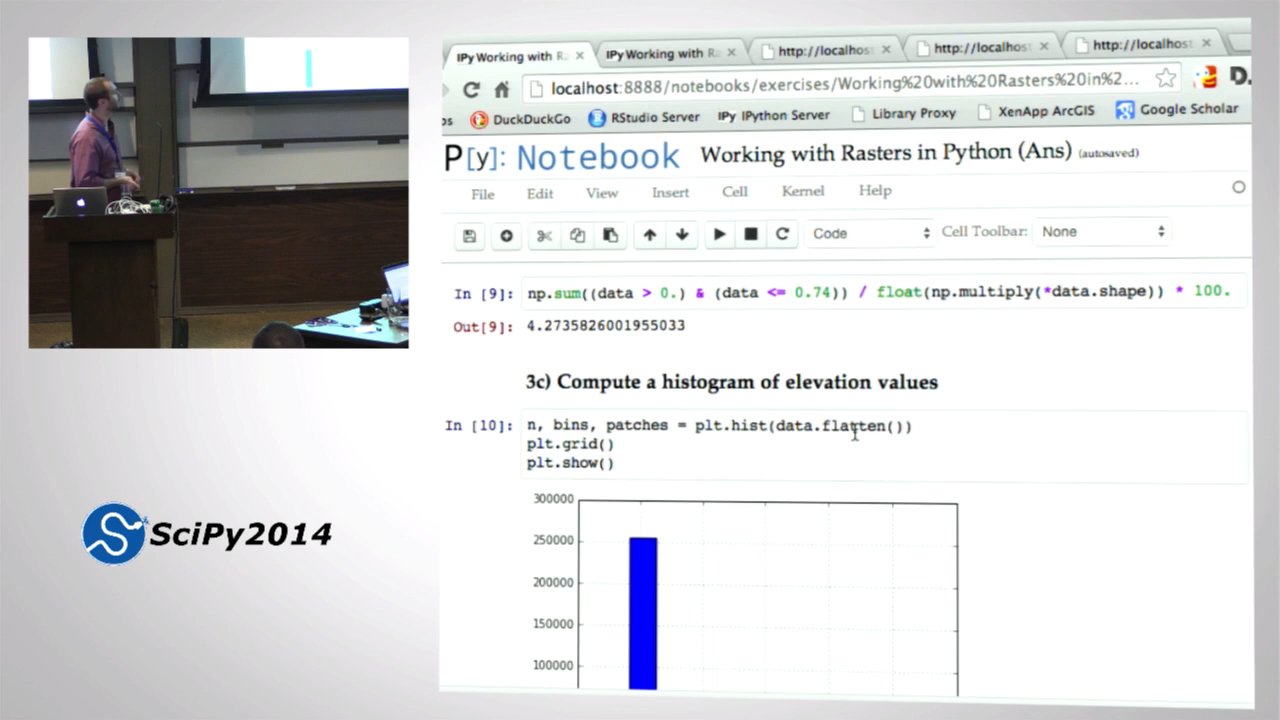 IPy Working with Ra
IPy Working with Ra
http://localhost
http://localhost
http://localhost
localhost:8888/notebooks/exercises/Working%20with%20Rasters%20in%2...
D.
os
DuckDuckGo
RStudio Server
IPy IPython Server
Library Proxy
XenApp ArcGIS
Google Scholar
P[y]: Notebook
Working with Rasters in Python (Ans) (autosaved)
File Edit View Insert Cell Kernel Help
Code
Cell Toolbar:
None
In [9]: np.sum((data > 0.) & (data <= 0.74)) / float(np.multiply(*data.shape)) * 100.
Out[9]: 4.2735826001955033
3c) Compute a histogram of elevation values
In [10]: n, bins, patches = plt.hist(data.flatten())
plt.grid()
plt.show()
300000
250000
200000
150000
100000
SciPy2014